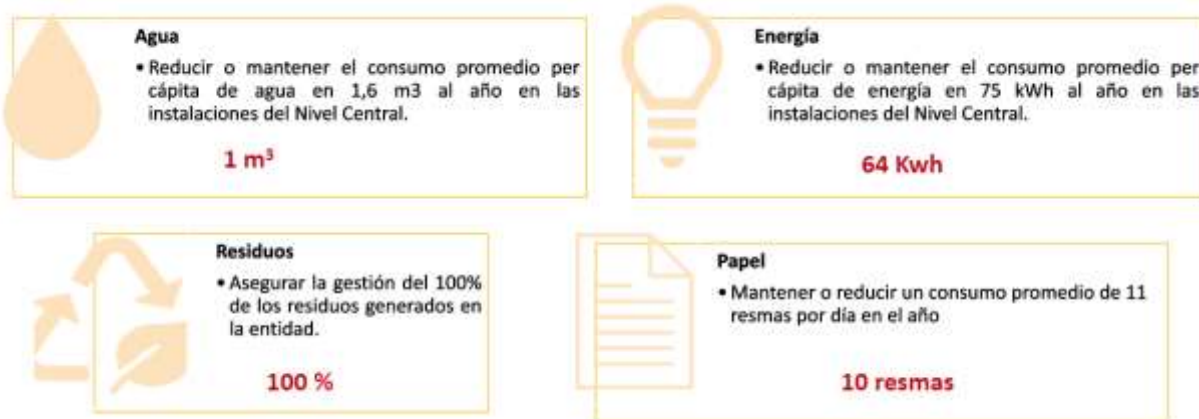 Agua
• Reducir o mantener el consumo promedio per
cápita de agua en 1,6 m3 al año en las
instalaciones del Nivel Central.
1 m³
Energía
• Reducir o mantener el consumo promedio per
cápita de energía en 75 kWh al año en las
instalaciones del Nivel Central.
64 Kwh
Residuos
• Asegurar la gestión del 100%
de los residuos generados en
la entidad.
100 %
Papel
• Mantener o reducir un consumo promedio de 11
resmas por día en el año
10 resmas